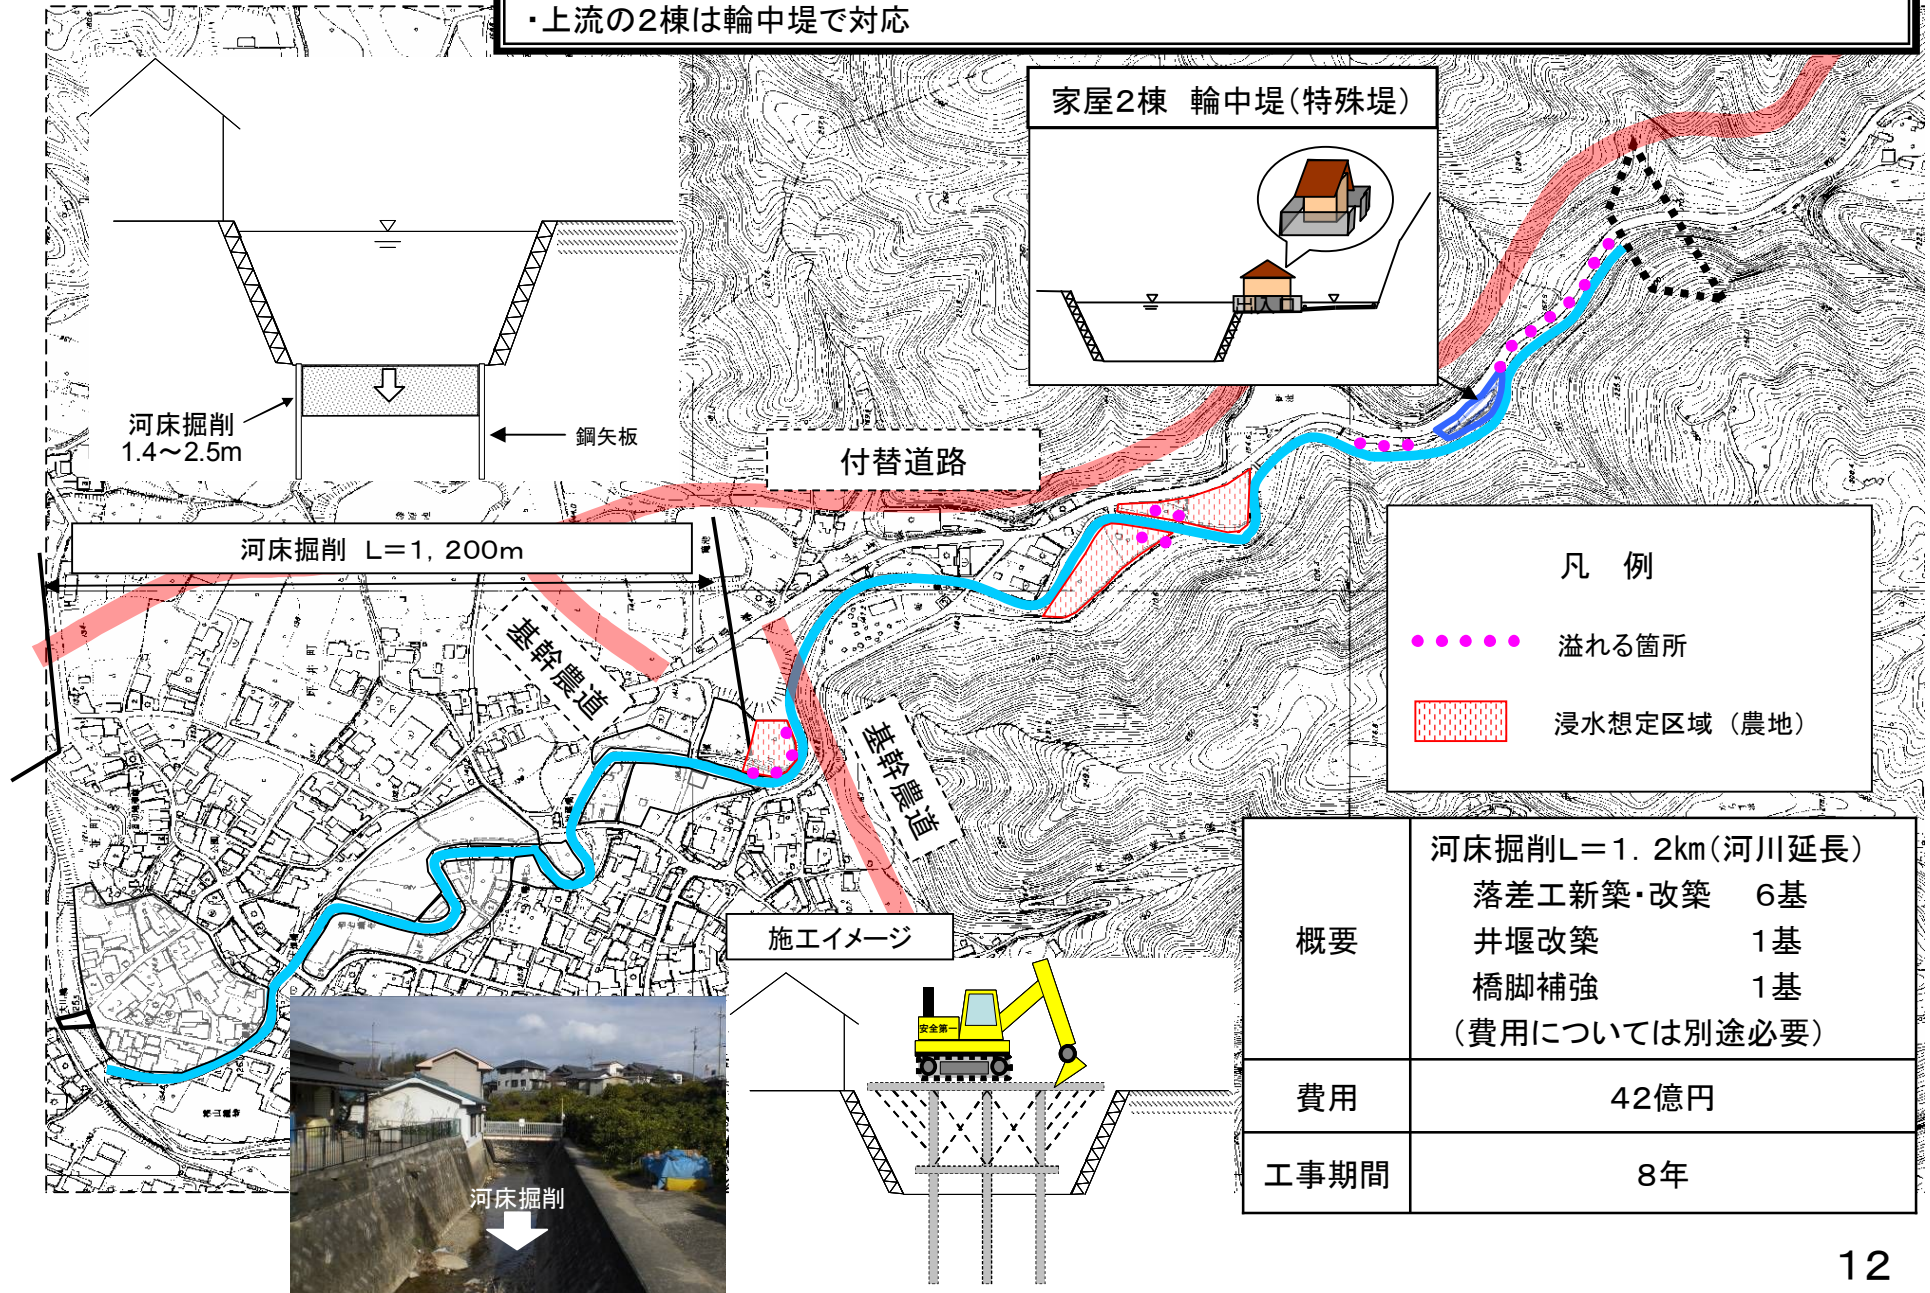 ・上流の2棟は輪中堤で対応
家屋2棟 輪中堤(特殊堤)
出入口
河床掘削
1.4～2.5m
鋼矢板
付替道路
河床掘削 L=1,200m
基幹農道
基幹農道
凡 例
溢れる箇所
浸水想定区域 (農地)
施工イメージ
安全第一
河床掘削
概要
河床掘削L=1.2km(河川延長)
落差工新築・改築 6基
井堰改築 1基
橋脚補強 1基
(費用については別途必要)
費用
42億円
工事期間
8年
12